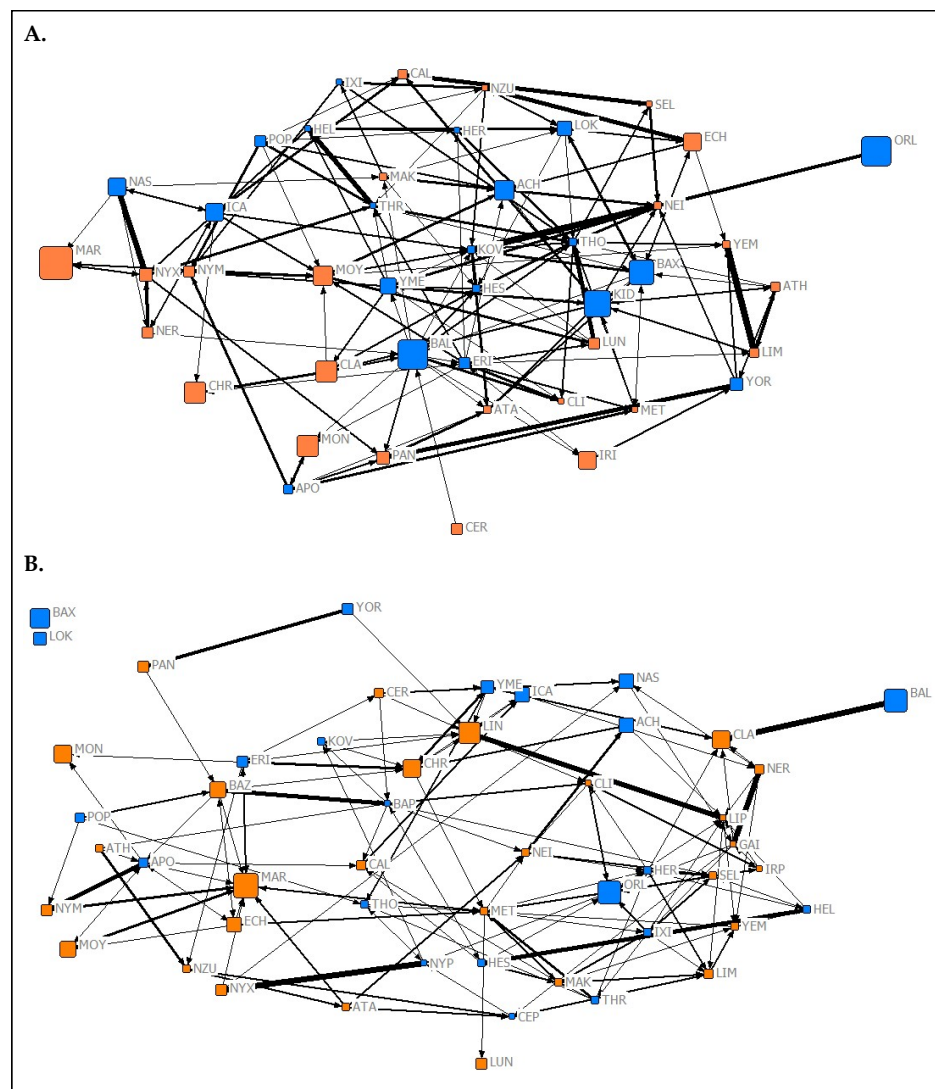 A.
CAL
IXI
NZU
SEL
HEL
HER
LOK
POP
ECH
ORL
MAK
NAS
ACH
THR
NEI
ICA
KOV
THO
YEM
MAR
NYX
NYM
MOY
BAX
YME
HES
KID
ATH
NER
LUN
LIM
BAL
ERI
CLA
YOR
CHR
CLI
ATA
MET
MON
PAN
IRI
APO
CER
B.
BAX
YOR
LOK
PAN
NAS
YME
CER
ICA
BAL
LIN
ACH
CLA
KOV
MON
ERI
CHR
NER
BAZ
CLI
BAP
POP
LIP
ATH
GAI
NEI
APO
CAL
HER
IRP
MAR
SEL
ORL
NYM
THO
MET
HEL
ECH
YEM
IXI
MOY
NZU
NYP
HES
LIM
NYX
MAK
THR
ATA
CEP
LUN